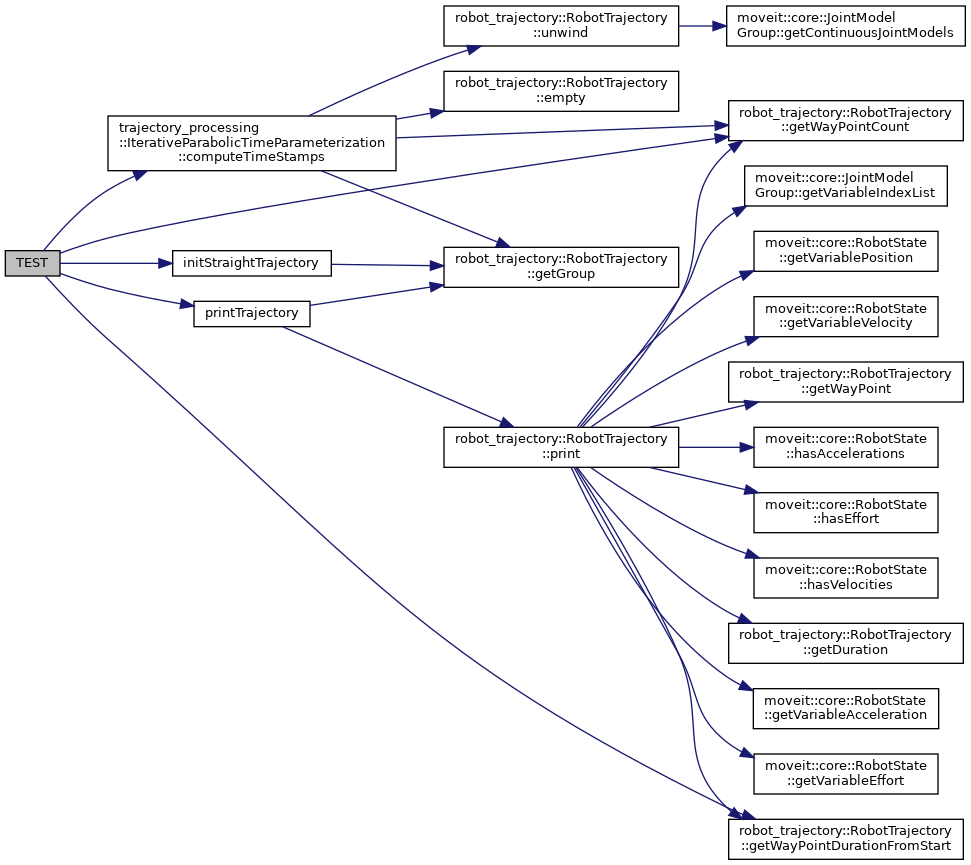 TEST
trajectory_processing
::IterativeParabolicTimeParameterization
::computeTimeStamps
initStraightTrajectory
printTrajectory
robot_trajectory::RobotTrajectory
::unwind
robot_trajectory::RobotTrajectory
::empty
robot_trajectory::RobotTrajectory
::getGroup
robot_trajectory::RobotTrajectory
::print
moveit::core::JointModel
Group::getContinuousJointModels
robot_trajectory::RobotTrajectory
::getWayPointCount
moveit::core::JointModel
Group::getVariableIndexList
moveit::core::RobotState
::getVariablePosition
moveit::core::RobotState
::getVariableVelocity
robot_trajectory::RobotTrajectory
::getWayPoint
moveit::core::RobotState
::hasAccelerations
moveit::core::RobotState
::hasEffort
moveit::core::RobotState
::hasVelocities
robot_trajectory::RobotTrajectory
::getDuration
moveit::core::RobotState
::getVariableAcceleration
moveit::core::RobotState
::getVariableEffort
robot_trajectory::RobotTrajectory
::getWayPointDurationFromStart